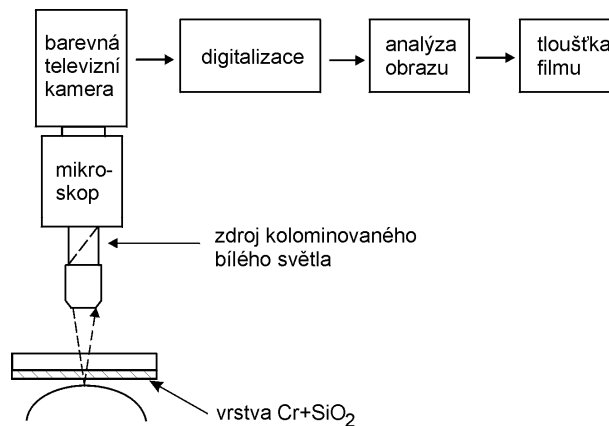 barevná
televizní
kamera
digitalizace
analýza
obrazu
tloušťka
filmu
mikro-
skop
zdroj kolominovaného
bílého světla
vrstva Cr+SiO₂